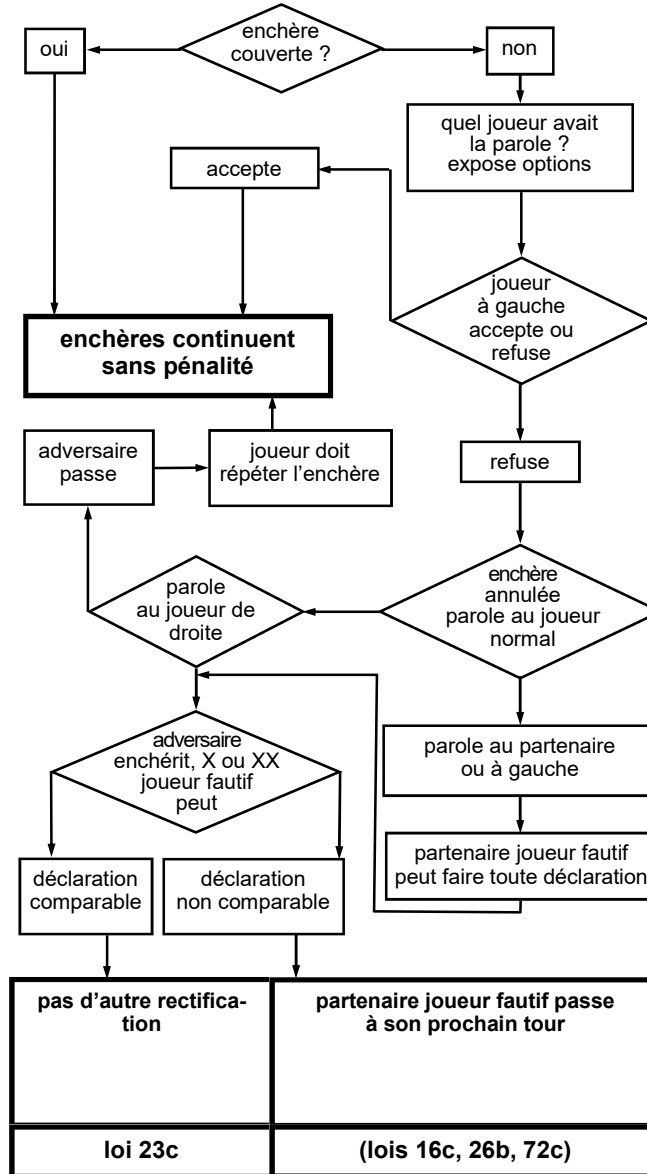 enchère
couverte ?
oui
non
quel joueur avait
la parole ?
expose options
accepte
joueur
à gauche
accepte ou
refuse
enchères continuent
sans pénalité
adversaire
passe
joueur doit
répéter l’enchère
refuse
parole
au joueur de
droite
enchère
annulée
parole au joueur
normal
adversaire
enchérit, X ou XX
joueur fautif
peut
parole au partenaire
ou à gauche
partenaire joueur fautif
peut faire toute déclaration
déclaration
comparable
déclaration
non comparable
pas d’autre rectifica-
tion
partenaire joueur fautif passe
à son prochain tour
loi 23c
(lois 16c, 26b, 72c)